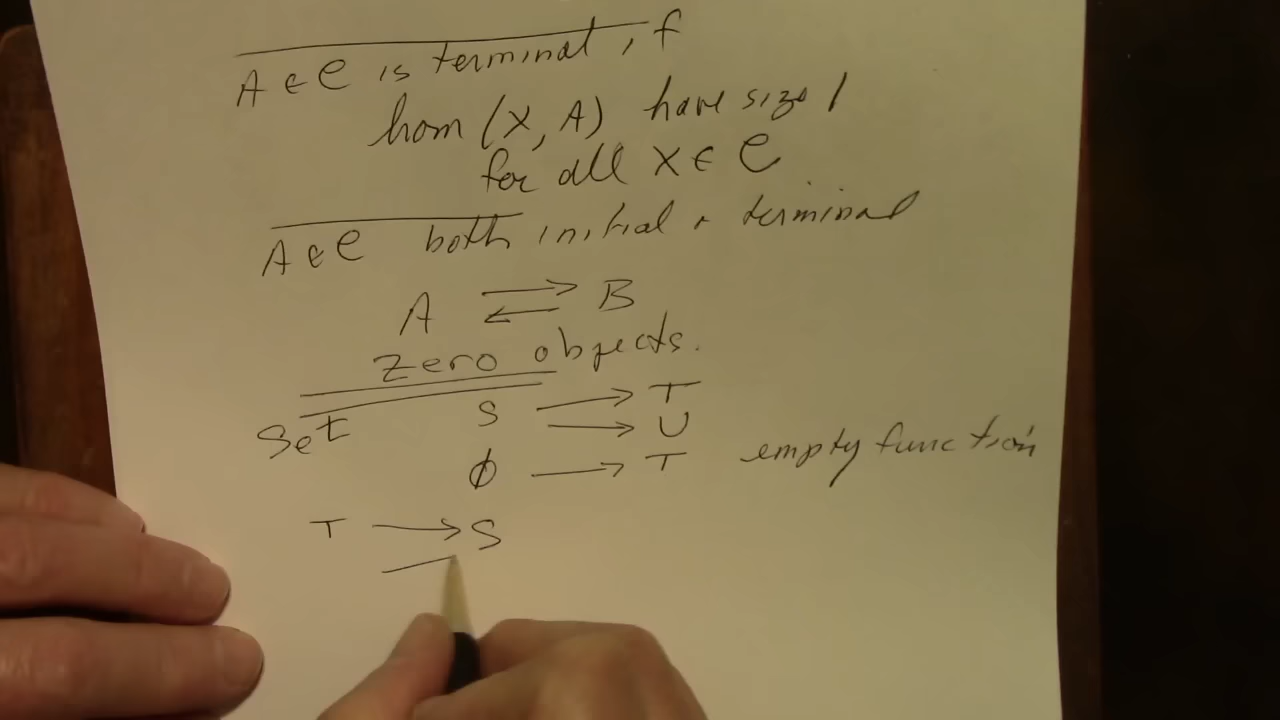 A ∈ C is terminal if
hom (X, A) have size 1
for all X ∈ C
A ∈ C both initial + terminal
A ⇄ B
zero objects.
Set S → T
→ U
∅ → T empty function
T → S